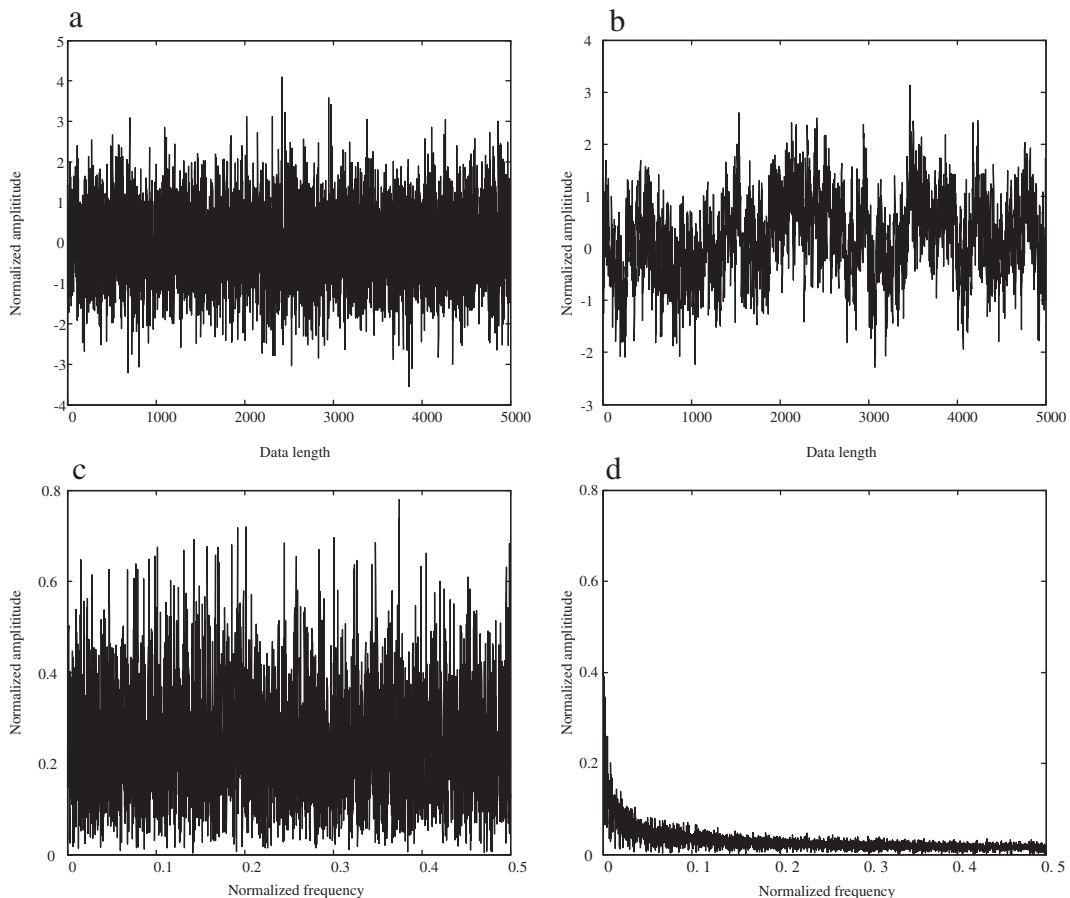 a
5
4
3
2
1
0
-1
-2
-3
-4
0 1000 2000 3000 4000 5000
Normalized amplititude
Data length
b
4
3
2
1
0
-1
-2
-3
0 1000 2000 3000 4000 5000
Normalized amplititude
Data length
c
0.8
0.6
0.4
0.2
0
0 0.1 0.2 0.3 0.4 0.5
Normalized amplititude
Normalized frequency
d
0.8
0.6
0.4
0.2
0
0 0. 1 0. 2 0. 3 0. 4 0. 5
Normalized amplititude
Normalized frequency